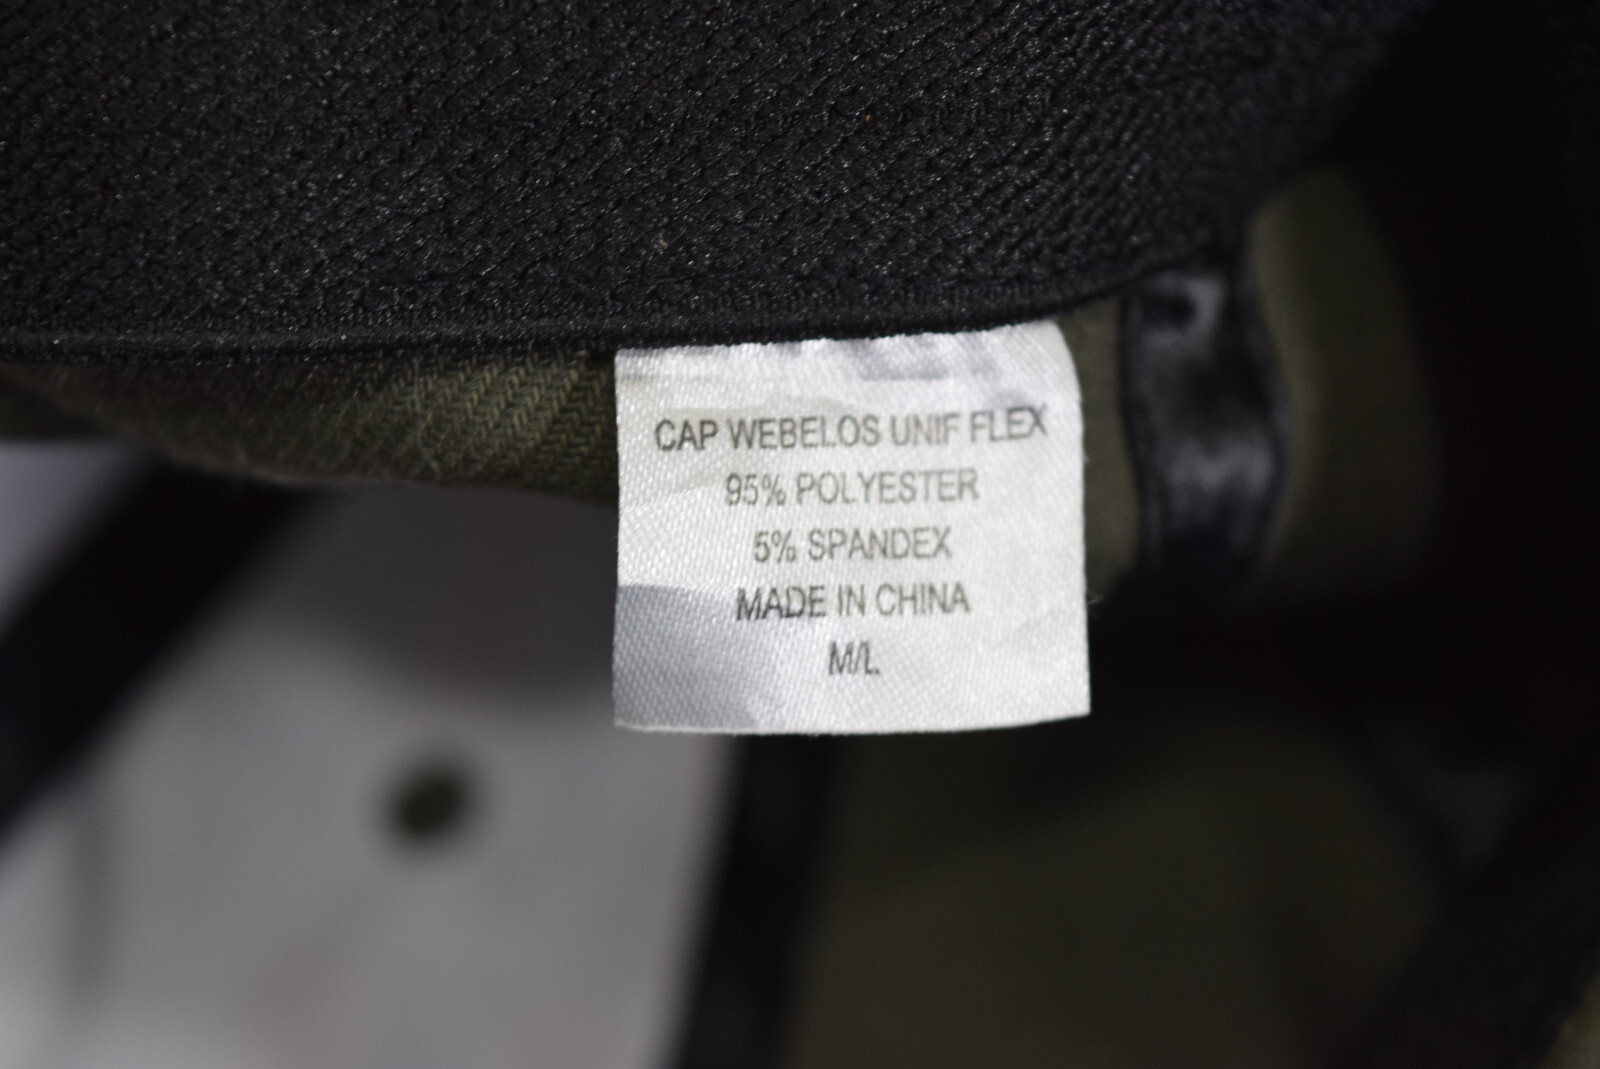 CAP WEBELOS UNIF FLEX
95% POLYESTER
5% SPANDEX
MADE IN CHINA
M/L